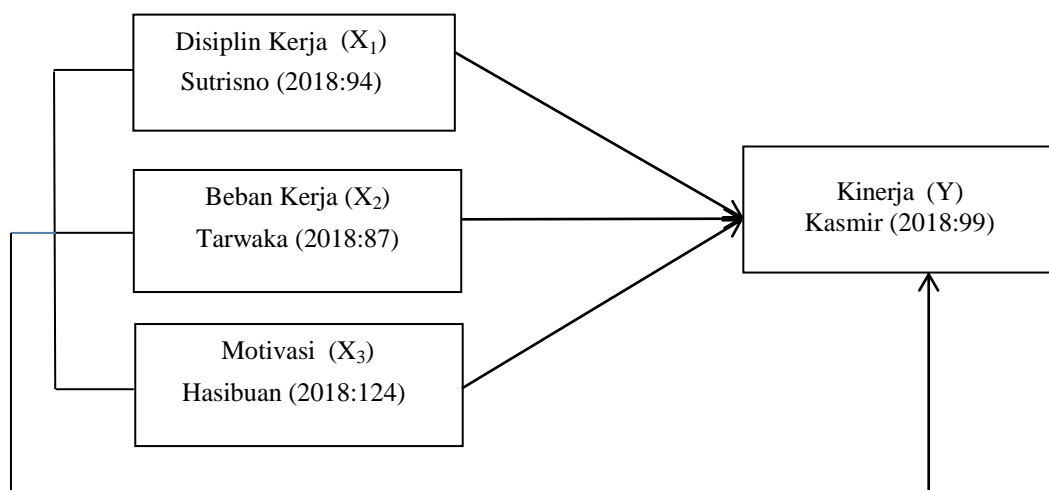 Disiplin Kerja (X₁)
Sutrisno (2018:94)
Beban Kerja (X₂)
Tarwaka (2018:87)
Motivasi (X₃)
Hasibuan (2018:124)
Kinerja (Y)
Kasmir (2018:99)